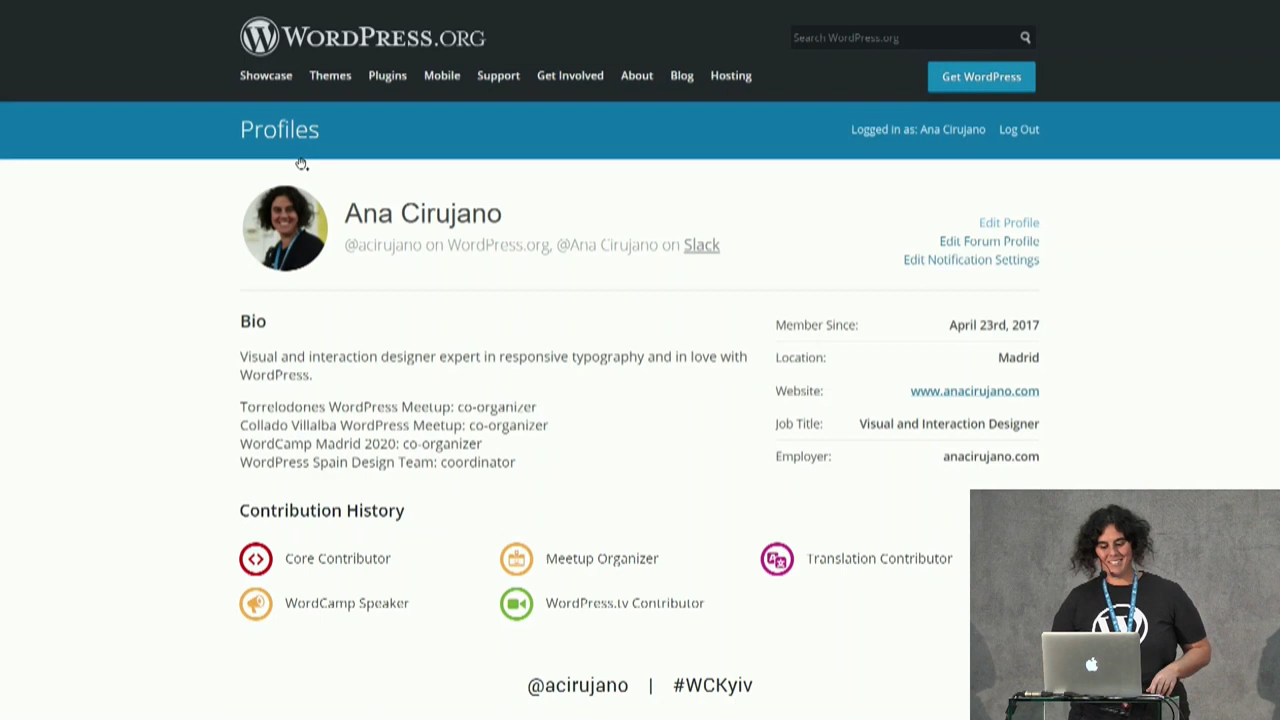 WORDPRESS.ORG
Search WordPress.org
Showcase Themes Plugins Mobile Support Get Involved About Blog Hosting
Get WordPress
Profiles
Logged in as: Ana Cirujano Log Out
Ana Cirujano
@acirujano on WordPress.org, @Ana Cirujano on Slack
Edit Profile
Edit Forum Profile
Edit Notification Settings
Bio
Visual and interaction designer expert in responsive typography and in love with
WordPress.
Torrelodones WordPress Meetup: co-organizer
Collado Villalba WordPress Meetup: co-organizer
WordCamp Madrid 2020: co-organizer
WordPress Spain Design Team: coordinator
Member Since: April 23rd, 2017
Location: Madrid
Website: www.anacirujano.com
Job Title: Visual and Interaction Designer
Employer: anacirujano.com
Contribution History
Core Contributor
Meetup Organizer
Translation Contributor
WordCamp Speaker
WordPress.tv Contributor
@acirujano | #WCKyiv